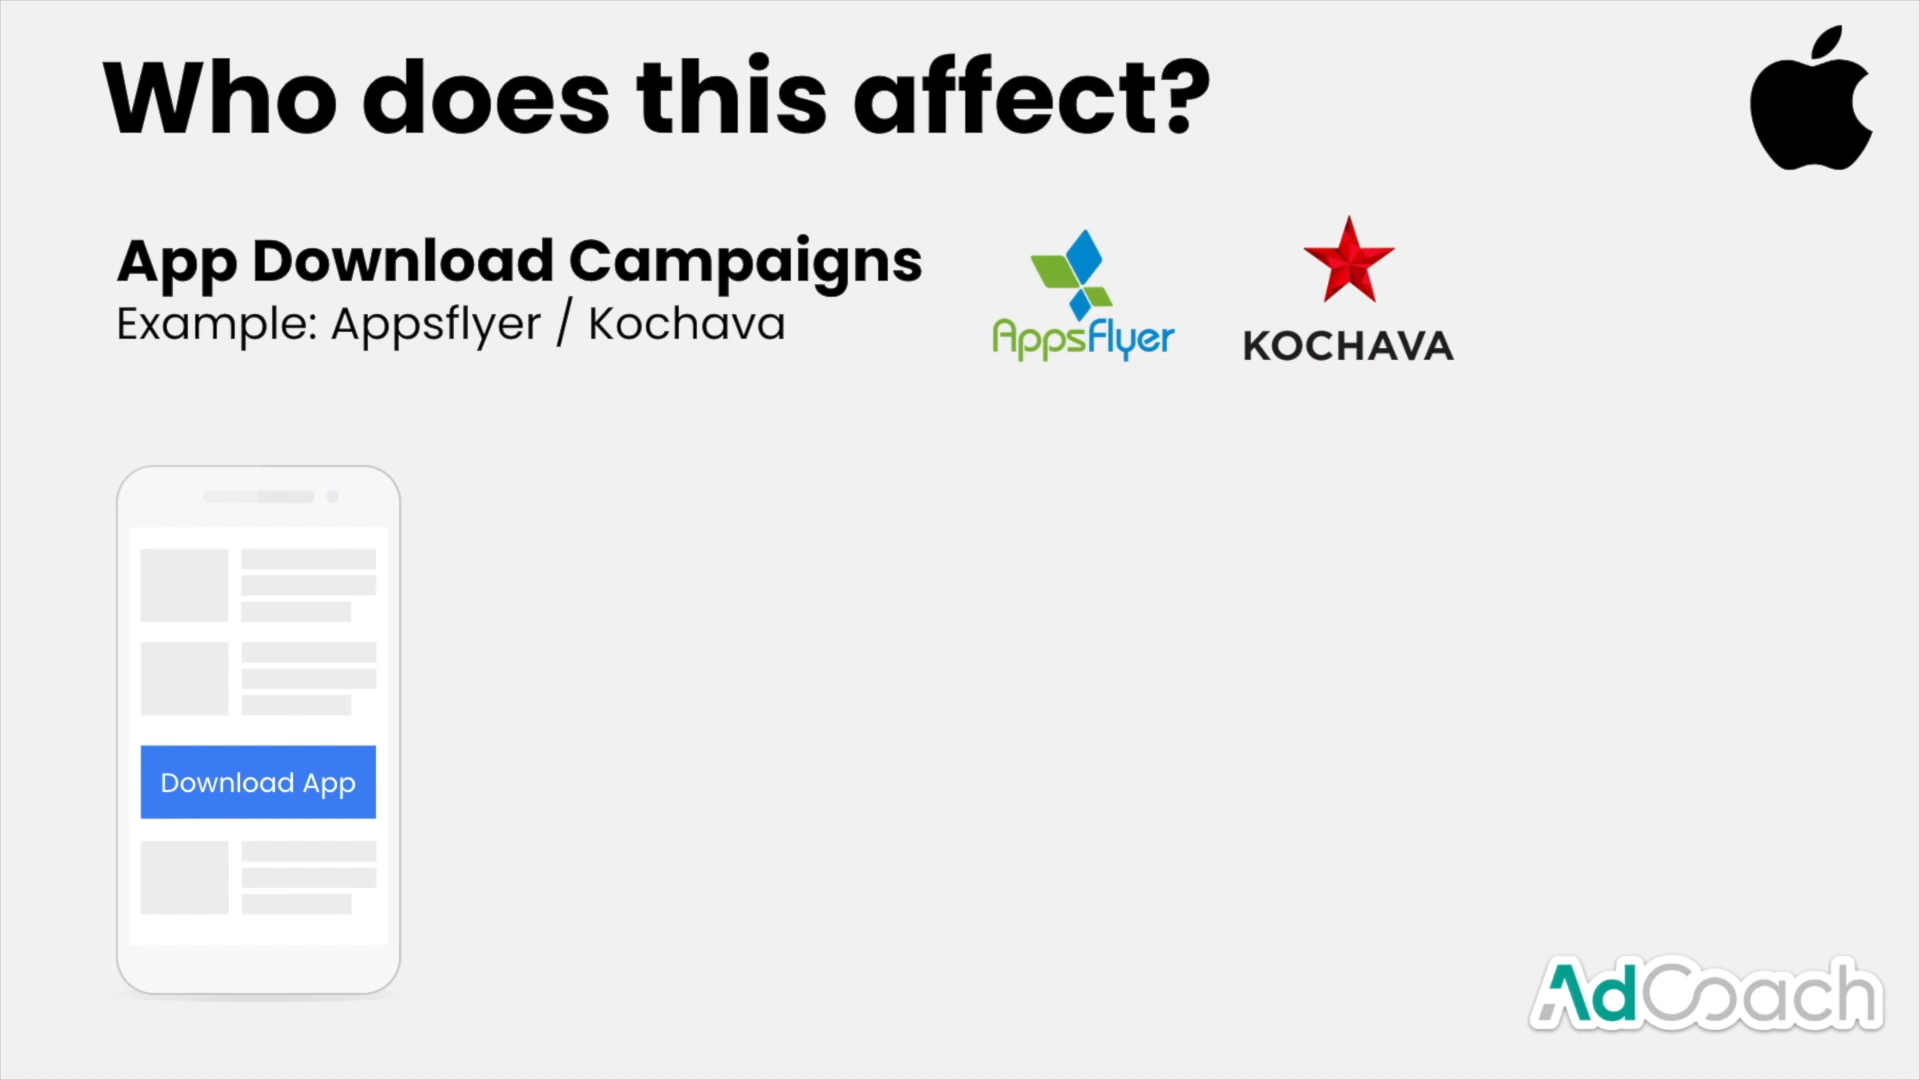 Who does this affect?
App Download Campaigns
Example: Appsflyer / Kochava
AppsFlyer
KOCHAVA
Download App
AdCoach